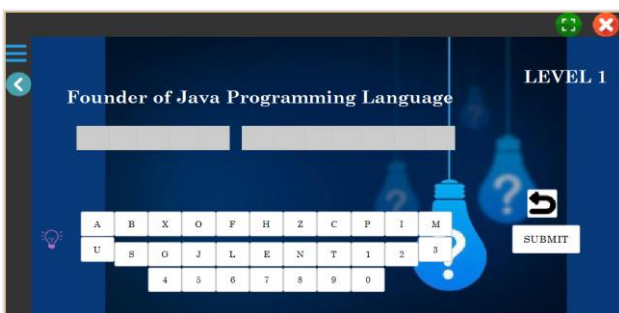 LEVEL 1
Founder of Java Programming Language
A B X O F H Z C P I M
U S G J L E N T 1 2 3
4 5 6 7 8 9 0
SUBMIT
? ? ?